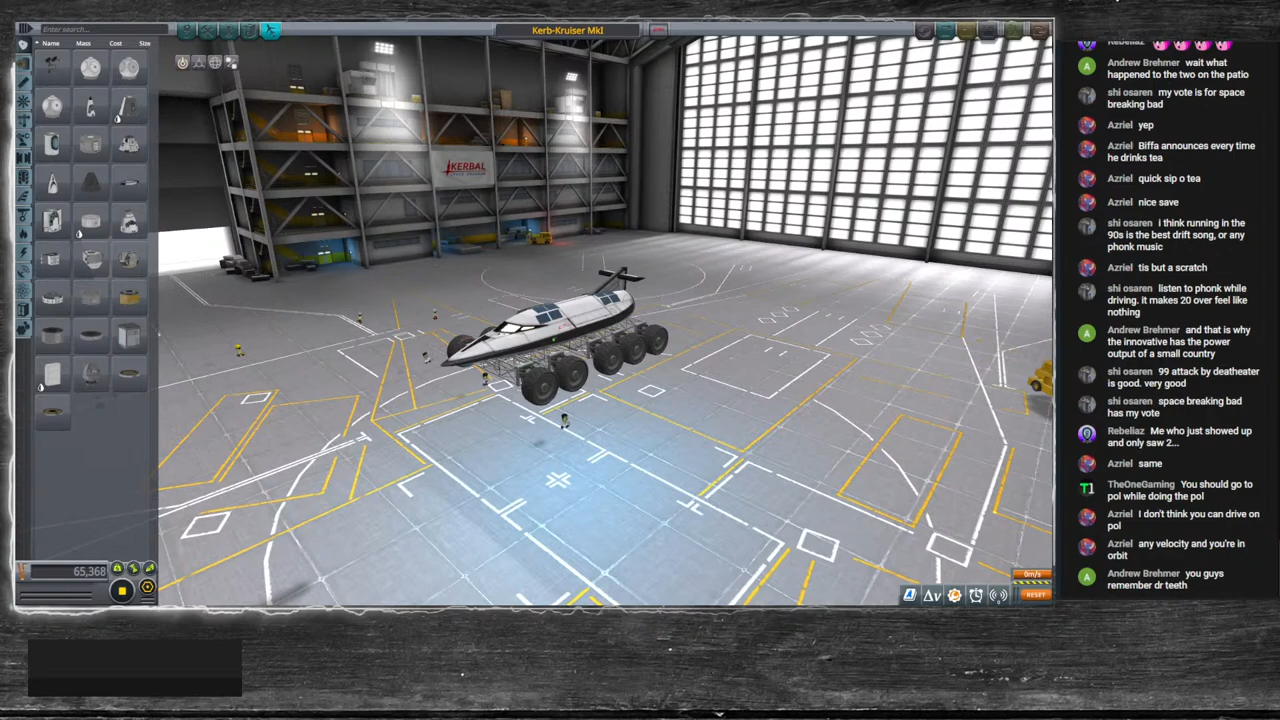 Enter search...
Kerb-Kruiser MkI
Name Mass Cost Size
KERBAL
65,368
0m/s
Δv
RESET
Rebeliaz
Andrew Brehmer wait what
happened to the two on the patio
shi osaren my vote is for space
breaking bad
Azriel yep
Azriel Biffa announces every time
he drinks tea
Azriel quick sip o tea
Azriel nice save
shi osaren i think running in the
90s is the best drift song, or any
phonk music
Azriel tis but a scratch
shi osaren listen to phonk while
driving. it makes 20 over feel like
nothing
Andrew Brehmer and that is why
the innovative has the power
output of a small country
shi osaren 99 attack by deatheater
is good. very good
shi osaren space breaking bad
has my vote
Rebeliaz Me who just showed up
and only saw 2...
Azriel same
TheOneGaming You should go to
pol while doing the pol
Azriel I don't think you can drive on
pol
Azriel any velocity and you're in
orbit
Andrew Brehmer you guys
remember dr teeth